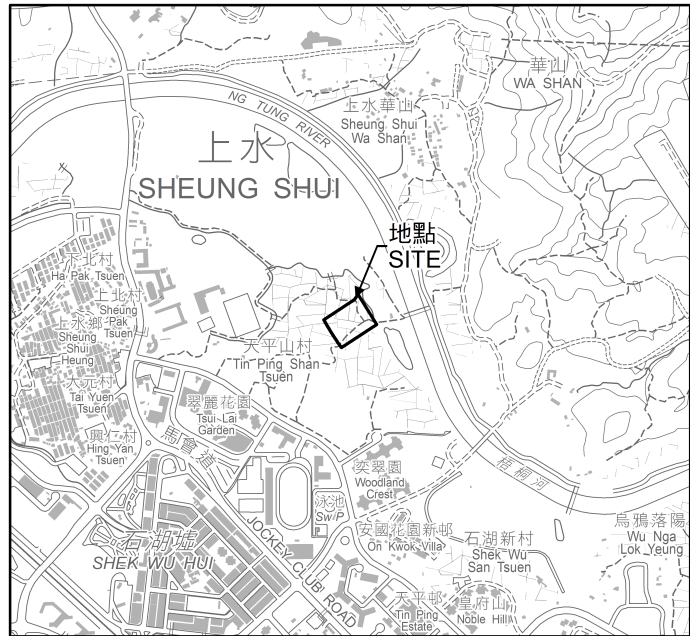 華山
WA SHAN
NG TUNG RIVER
上水華山
Sheung Shui
Wa Shan
上水
SHEUNG SHUI
地點
SITE
下北村
Ha Pak Tsuen
上北村
Sheung
Pak
Tsuen
上水鄉
Sheung
Shui
Heung
天平山村
Tin Ping Shan
Tsuen
大元村
Tai Yuen
Tsuen
翠麗花園
Tsui Lai
Garden
興仁村
Hing Yan
Tsuen
馬會道
JOCKEY CLUB ROAD
奕翠園
Woodland
Crest
梧桐河
泳池
Sw P
石湖墟
SHEK WU HUI
安國花園新邨
On Kwok Villa
石湖新村
Shek Wu
San Tsuen
烏鴉落陽
Wu Nga
Lok Yeung
天平邨
Tin Ping
Estate
皇府山
Noble Hill